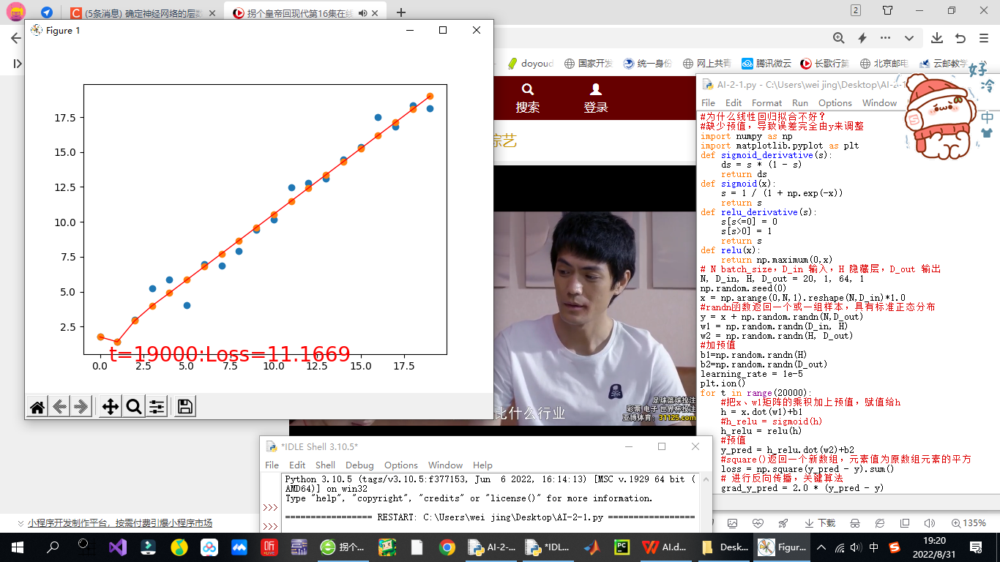 (5条消息) 确定神经网络的层数
拐个皇帝回现代第16集在线
2
Figure 1
doyoud
国家开发
统一身份
网上共青
腾讯微云
长歌行第
北京邮电
云邮教学
搜索
登录
综艺
17.5
15.0
12.5
10.0
7.5
5.0
2.5
0.0
2.5
5.0
7.5
10.0
12.5
15.0
17.5
t=19000:Loss=11.1669
比什么行业
足球篮球投注
彩票 电子 世界杯投注
亚博体育：31125.com
好冷
中
AI-2-1.py - C:\Users\wei jing\Desktop\AI-2-1
File Edit Format Run Options Window
#为什么线性回归拟合不好？
#缺少预值，导致误差完全由y来调整
import numpy as np
import matplotlib.pyplot as plt
def sigmoid_derivative(s):
    ds = s * (1 - s)
    return ds
def sigmoid(x):
    s = 1 / (1 + np.exp(-x))
    return s
def relu_derivative(s):
    s[s<=0] = 0
    s[s>0] = 1
    return s
def relu(x):
    return np.maximum(0,x)
# N batch_size, D_in 输入，H 隐藏层，D_out 输出
N, D_in, H, D_out = 20, 1, 64, 1
np.random.seed(0)
x = np.arange(0,N,1).reshape(N,D_in)*1.0
#randn函数返回一个或一组样本，具有标准正态分布
y = x + np.random.randn(N,D_out)
w1 = np.random.randn(D_in, H)
w2 = np.random.randn(H, D_out)
#加预值
b1=np.random.randn(H)
b2=np.random.randn(D_out)
learning_rate = 1e-5
plt.ion()
for t in range(20000):
    #把x、w1矩阵的乘积加上预值，赋值给h
    h = x.dot(w1)+b1
    #h_relu = sigmoid(h)
    h_relu = relu(h)
    #预值
    y_pred = h_relu.dot(w2)+b2
    #square()返回一个新数组，元素值为原数组元素的平方
    loss = np.square(y_pred - y).sum()
    # 进行反向传播，关键算法
    grad_y_pred = 2.0 * (y_pred - y)
*IDLE Shell 3.10.5*
File Edit Shell Debug Options Window Help
Python 3.10.5 (tags/v3.10.5:f377153, Jun  6 2022, 16:14:13) [MSC v.1929 64 bit (
AMD64)] on win32
Type "help", "copyright", "credits" or "license()" for more information.
>>>
================= RESTART: C:\Users\wei jing\Desktop\AI-2-1.py =================
>>>
小程序开发制作平台，按需付费引爆小程序市场
下载
135%
拐个...
AI-2-...
*IDL...
AI.d...
Desk...
Figur...
中
19:20
2022/8/31